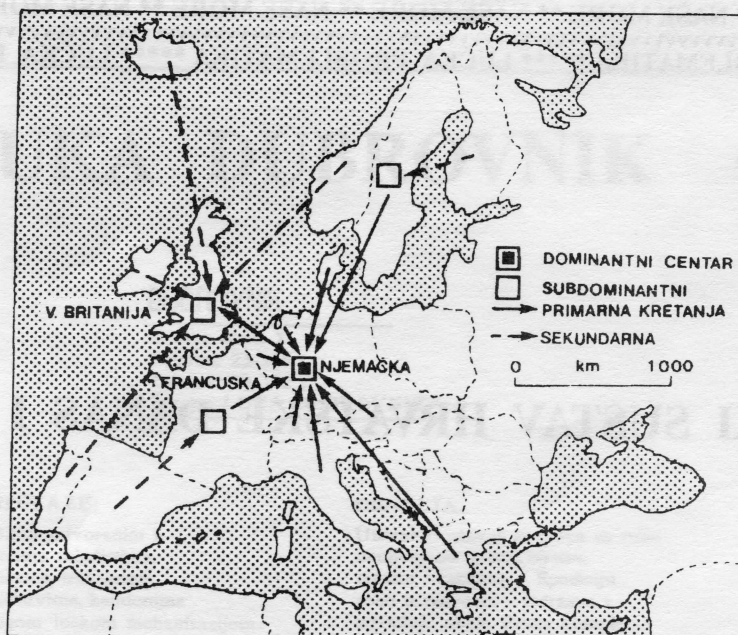 DOMINANTNI CENTAR
SUBDOMINANTNI
PRIMARNA KRETANJA
SEKUNDARNA
0 km 1000
V. BRITANIJA
NJEMAČKA
FRANCUSKA